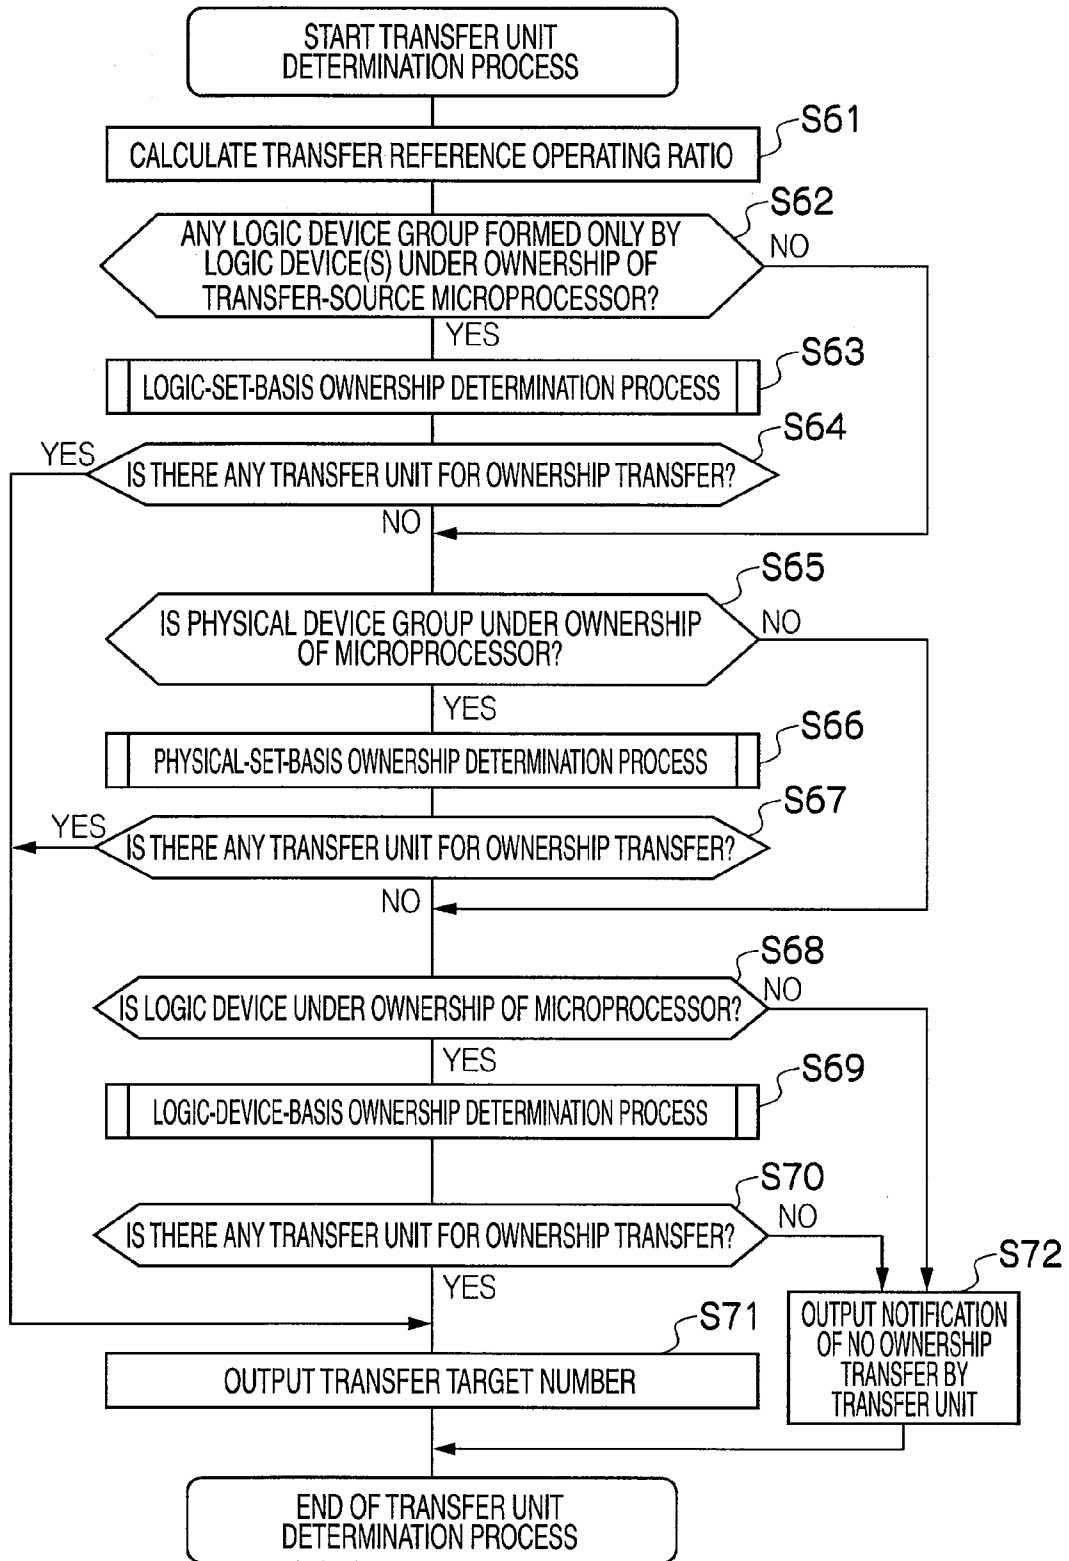 START TRANSFER UNIT
DETERMINATION PROCESS
S61
CALCULATE TRANSFER REFERENCE OPERATING RATIO
S62
ANY LOGIC DEVICE GROUP FORMED ONLY BY
LOGIC DEVICE(S) UNDER OWNERSHIP OF
TRANSFER-SOURCE MICROPROCESSOR?
NO
YES
S63
LOGIC-SET-BASIS OWNERSHIP DETERMINATION PROCESS
S64
YES
IS THERE ANY TRANSFER UNIT FOR OWNERSHIP TRANSFER?
NO
S65
IS PHYSICAL DEVICE GROUP UNDER OWNERSHIP
OF MICROPROCESSOR?
NO
YES
S66
PHYSICAL-SET-BASIS OWNERSHIP DETERMINATION PROCESS
S67
YES
IS THERE ANY TRANSFER UNIT FOR OWNERSHIP TRANSFER?
NO
S68
IS LOGIC DEVICE UNDER OWNERSHIP OF MICROPROCESSOR?
NO
YES
S69
LOGIC-DEVICE-BASIS OWNERSHIP DETERMINATION PROCESS
S70
IS THERE ANY TRANSFER UNIT FOR OWNERSHIP TRANSFER?
NO
YES
S72
OUTPUT NOTIFICATION
OF NO OWNERSHIP
TRANSFER BY
TRANSFER UNIT
S71
OUTPUT TRANSFER TARGET NUMBER
END OF TRANSFER UNIT
DETERMINATION PROCESS